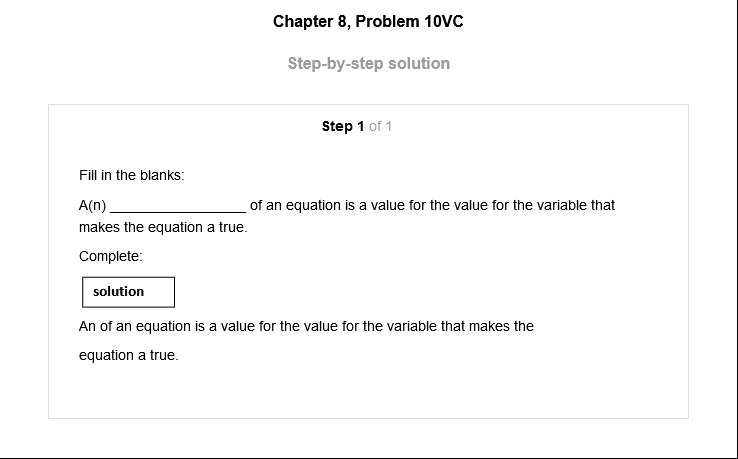 Chapter 8, Problem 10VC
Step-by-step solution
Step 1 of 1
Fill in the blanks:
A(n) __________________ of an equation is a value for the value for the variable that
makes the equation a true.
Complete:
solution
An of an equation is a value for the value for the variable that makes the
equation a true.